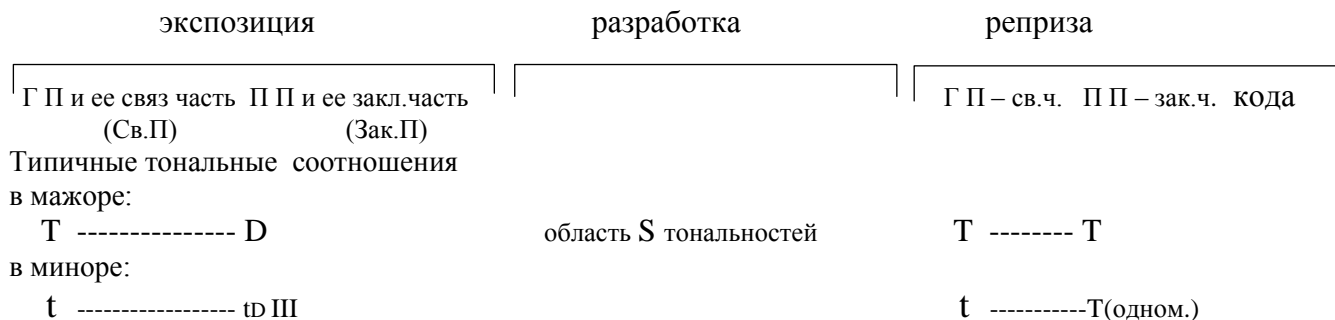 экспозиция разработка реприза
Г П и ее связ часть П П и ее закл.часть Г П – св.ч. П П – зак.ч. кода
(Св.П) (Зак.П)
Типичные тональные соотношения
в мажоре:
Т --------------- D область S тональностей Т -------- Т
в миноре:
t ------------------ tD III t -----------Т(одном.)